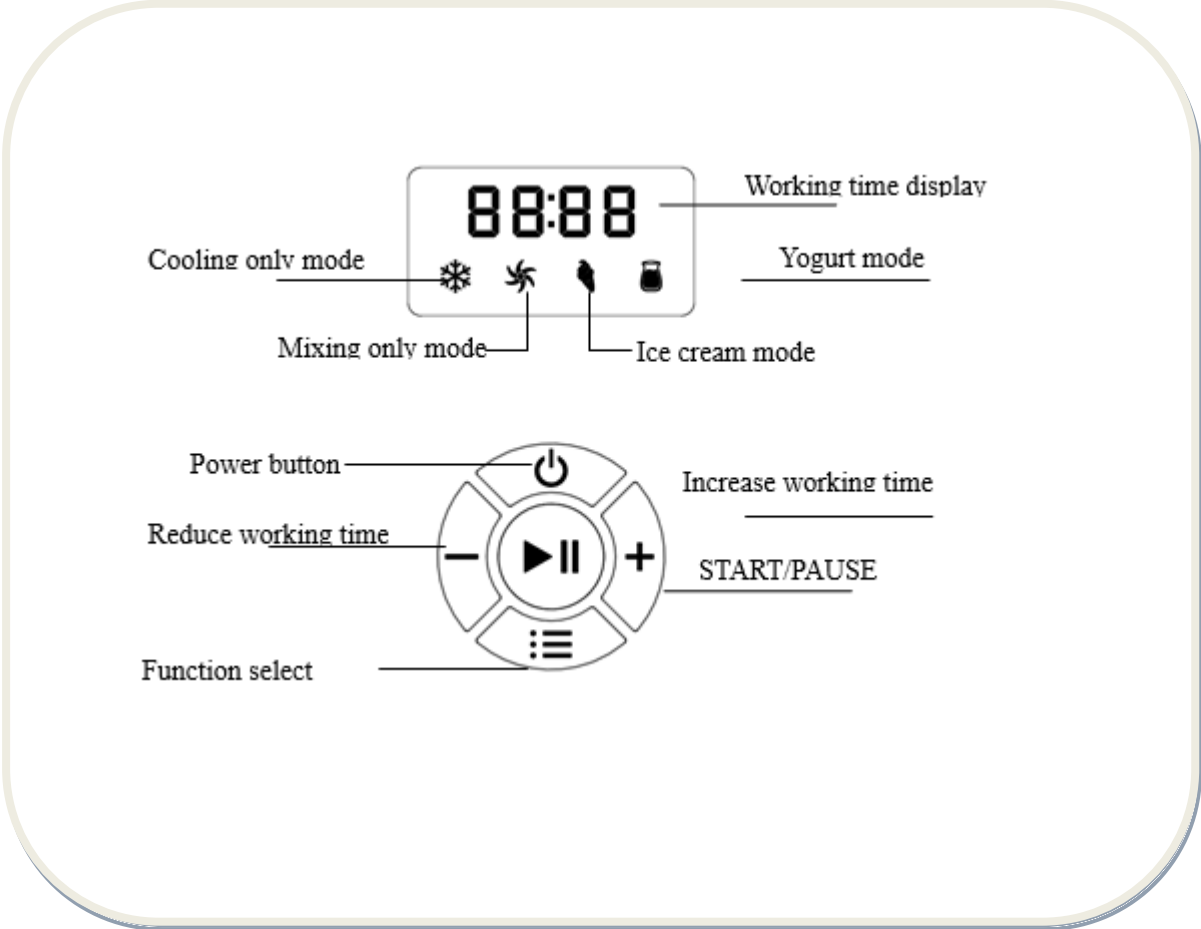 Working time display
88:88
Cooling only mode
Yogurt mode
Mixing only mode
Ice cream mode
Power button
Increase working time
Reduce working time
START/PAUSE
Function select